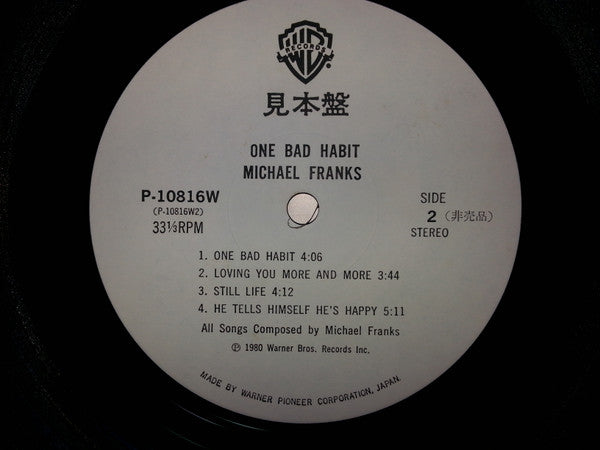 WB
RECORDS
®
見本盤
ONE BAD HABIT
MICHAEL FRANKS
P-10816W
(P-10816W2)
33⅓RPM
SIDE
2 (非売品)
STEREO
1. ONE BAD HABIT 4:06
2. LOVING YOU MORE AND MORE 3:44
3. STILL LIFE 4:12
4. HE TELLS HIMSELF HE'S HAPPY 5:11
All Songs Composed by Michael Franks
℗ 1980 Warner Bros. Records Inc.
MADE BY WARNER PIONEER CORPORATION, JAPAN.